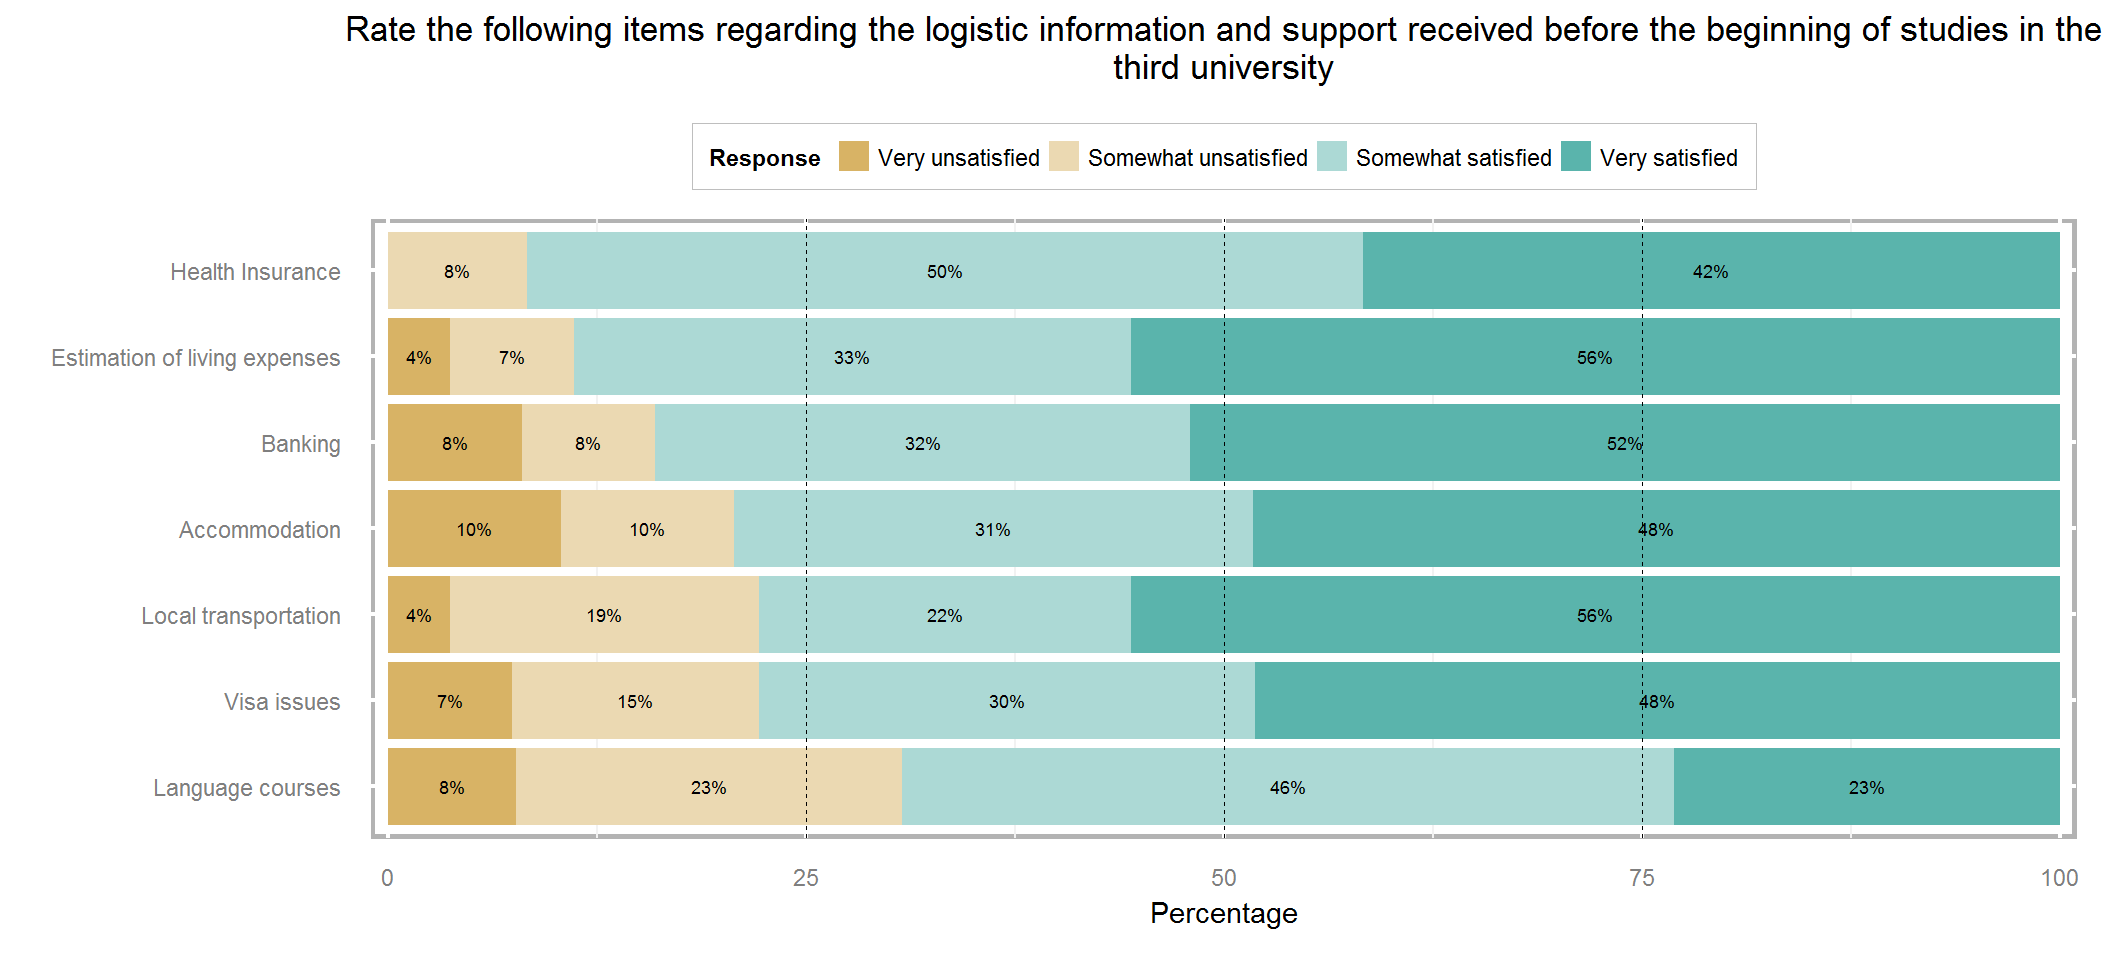 Rate the following items regarding the logistic information and support received before the beginning of studies in the
third university
Response Very unsatisfied Somewhat unsatisfied Somewhat satisfied Very satisfied
Health Insurance 8% 50% 42%
Estimation of living expenses 4% 7% 33% 56%
Banking 8% 8% 32% 52%
Accommodation 10% 10% 31% 48%
Local transportation 4% 19% 22% 56%
Visa issues 7% 15% 30% 48%
Language courses 8% 23% 46% 23%
0 25 50 75 100
Percentage